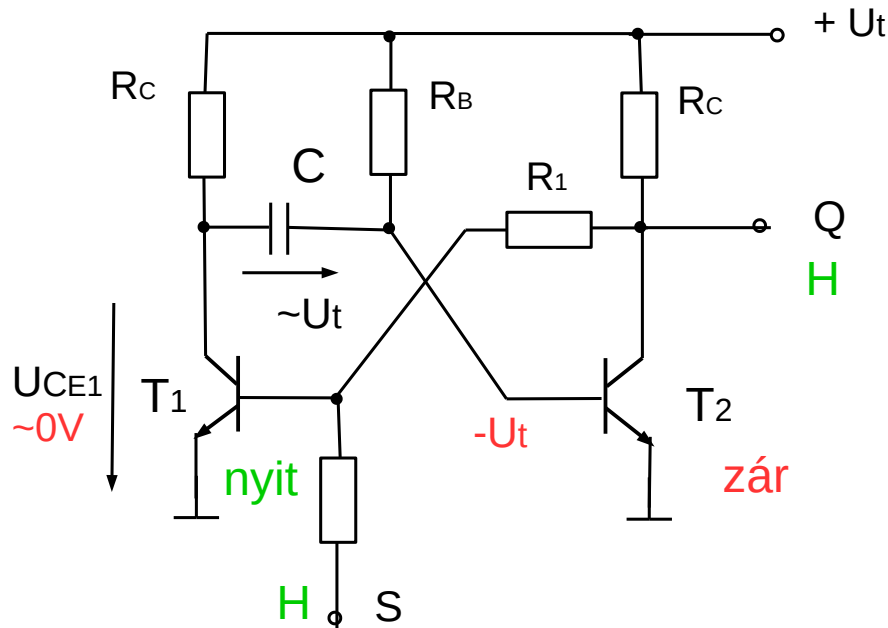 + Ut
RC
RB
RC
C
R1
Q
H
~Ut
UCE1
~0V
T1
T2
-Ut
nyit
zár
H
S